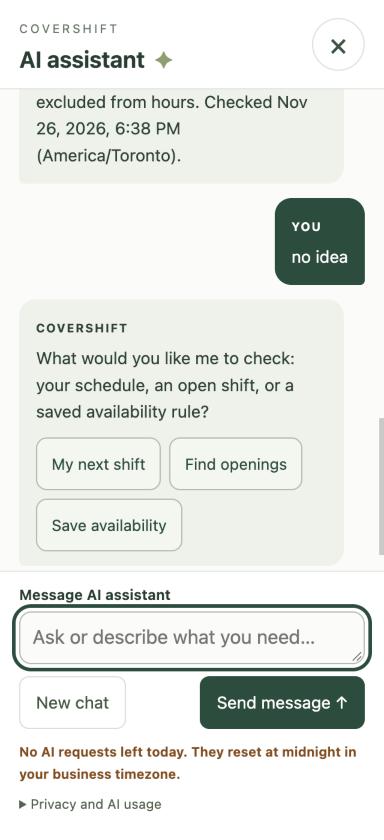 COVERSHIFT
AI assistant
excluded from hours. Checked Nov
26, 2026, 6:38 PM
(America/Toronto).
YOU
no idea
COVERSHIFT
What would you like me to check:
your schedule, an open shift, or a
saved availability rule?
My next shift
Find openings
Save availability
Message AI assistant
Ask or describe what you need...
New chat
Send message ↑
No AI requests left today. They reset at midnight in
your business timezone.
Privacy and AI usage